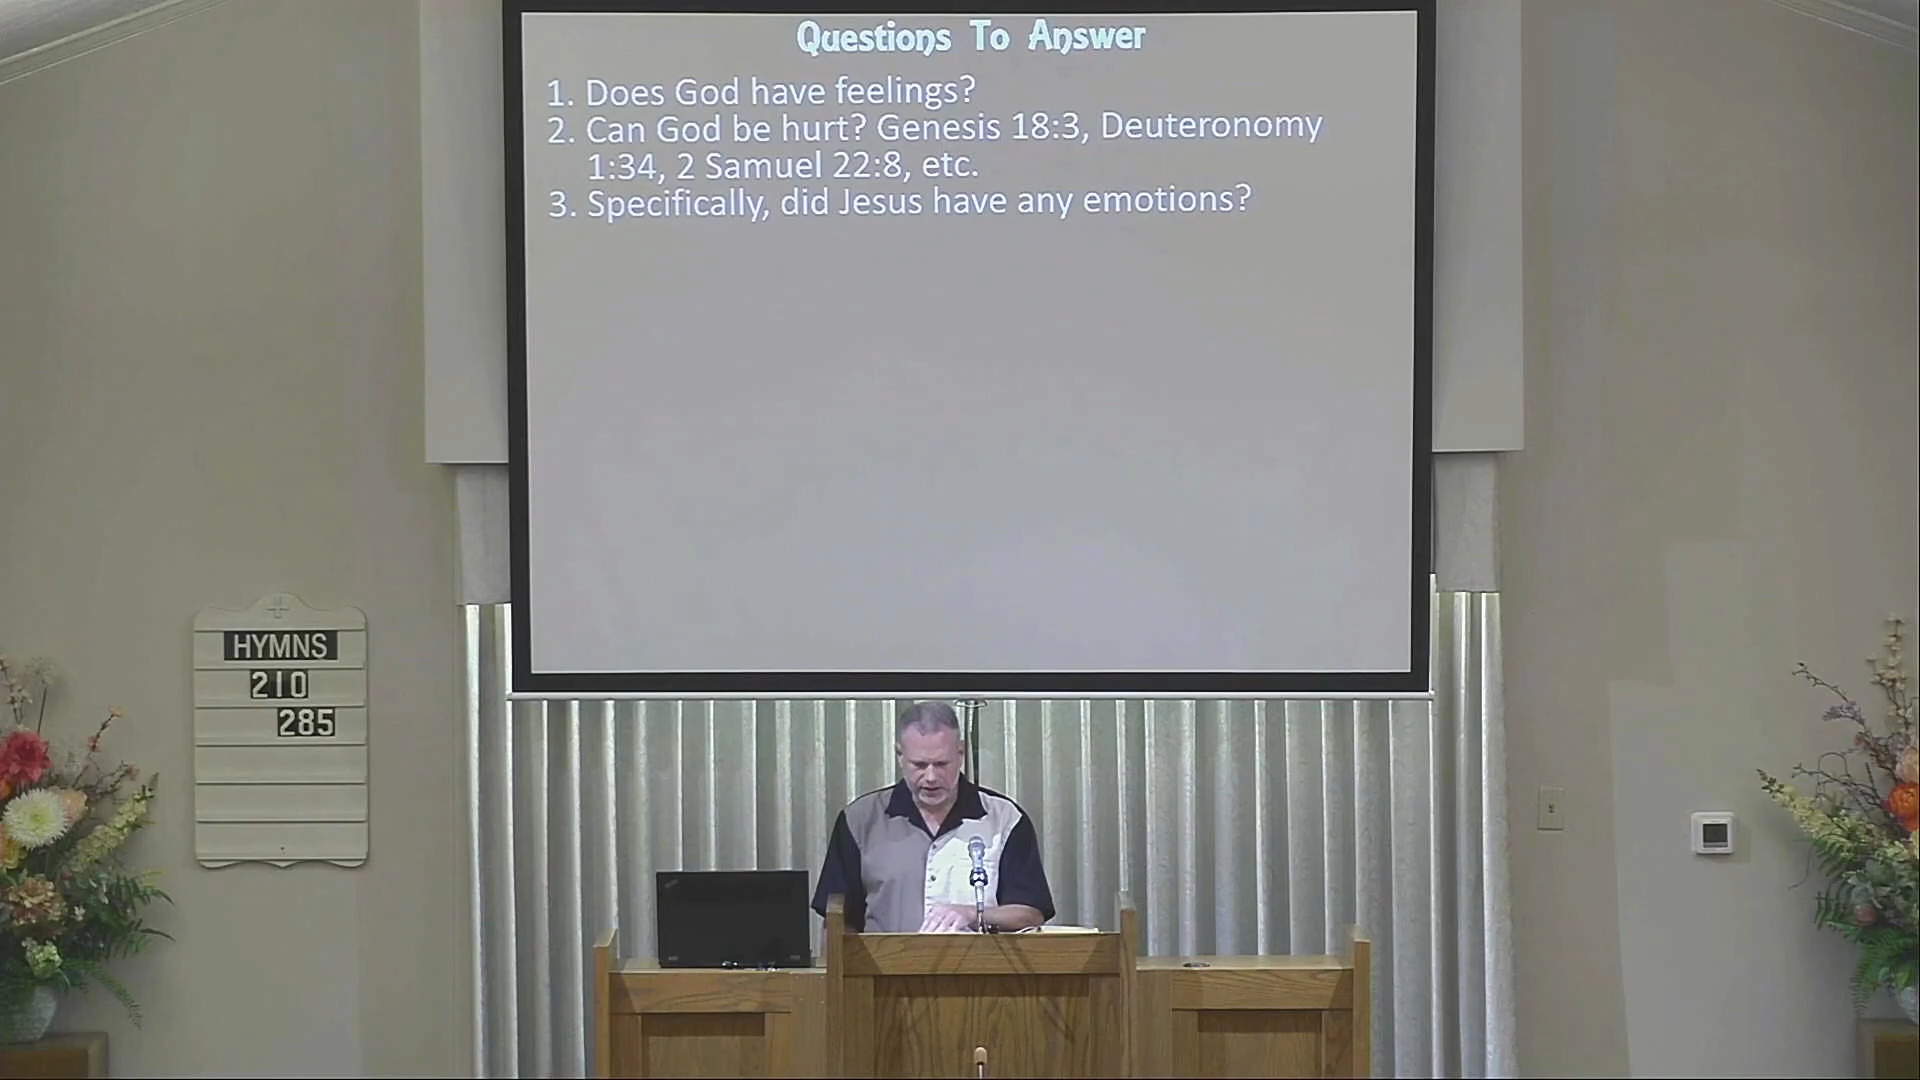 Questions To Answer
1. Does God have feelings?
2. Can God be hurt? Genesis 18:3, Deuteronomy
1:34, 2 Samuel 22:8, etc.
3. Specifically, did Jesus have any emotions?
HYMNS
210
285